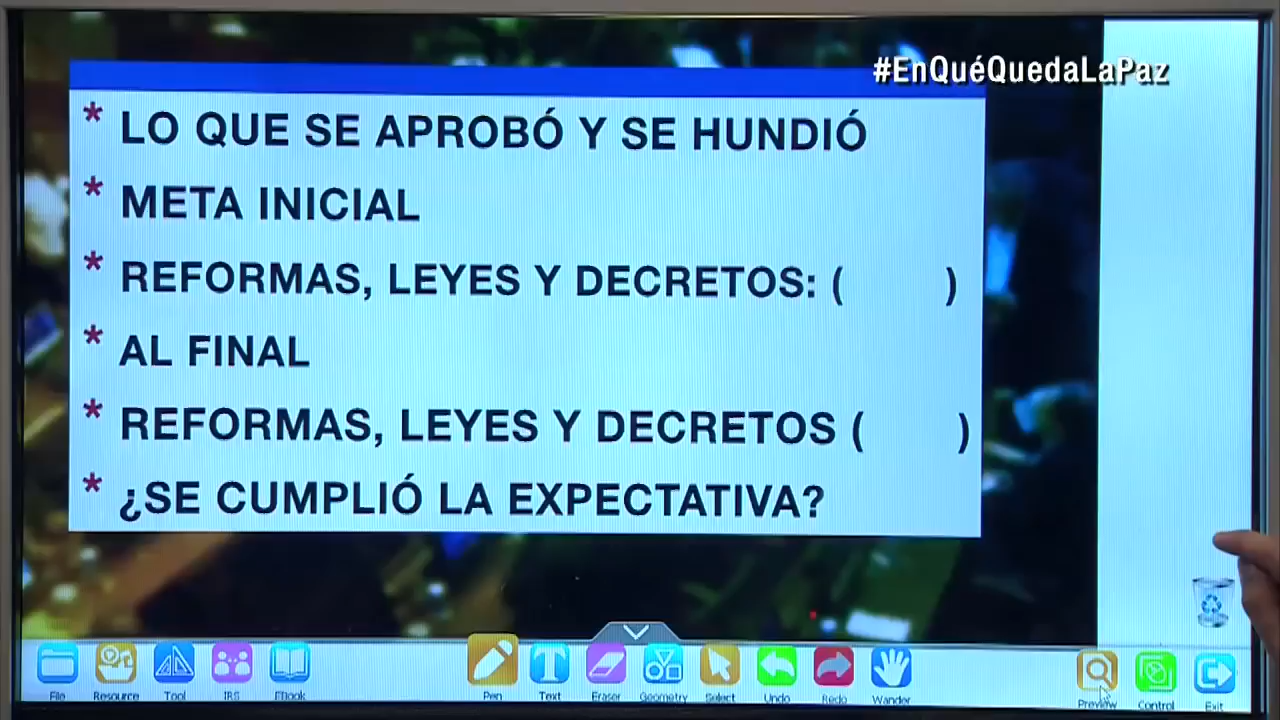 #EnQuéQuedaLaPaz
* LO QUE SE APROBÓ Y SE HUNDIÓ
* META INICIAL
* REFORMAS, LEYES Y DECRETOS: ( )
* AL FINAL
* REFORMAS, LEYES Y DECRETOS ( )
* ¿SE CUMPLIÓ LA EXPECTATIVA?
File Resource Tool IRS EBook Pen Text Eraser Geometry Select Undo Redo Wander Preview Control Exit